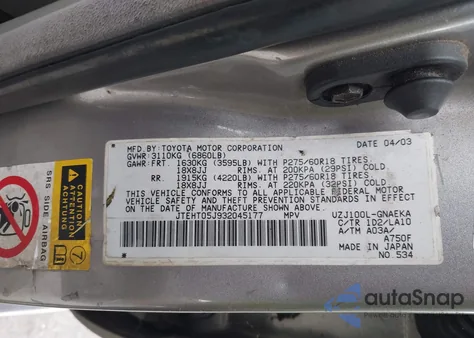 MFD. BY: TOYOTA MOTOR CORPORATION DATE 04/03
GVWR: 3110KG (6860LB)
GAWR: FRT. 1630KG (3595LB) WITH P275/60R18 TIRES,
18X8JJ RIMS, AT 200KPA (29PSI) COLD
RR. 1915KG (4220LB) WITH P275/60R18 TIRES,
18X8JJ RIMS, AT 220KPA (32PSI) COLD
THIS VEHICLE CONFORMS TO ALL APPLICABLE FEDERAL MOTOR
VEHICLE SAFETY AND BUMPER STANDARDS IN EFFECT ON
THE DATE OF MANUFACTURE SHOWN ABOVE.
JTEHT05J932045177 MPV UZJ100L-GNAEKA
C/TR 1D2/LA10
A/TM A03A/
A750F
MADE IN JAPAN
NO. 534
SRS SIDE AIRBAG
autoSnap